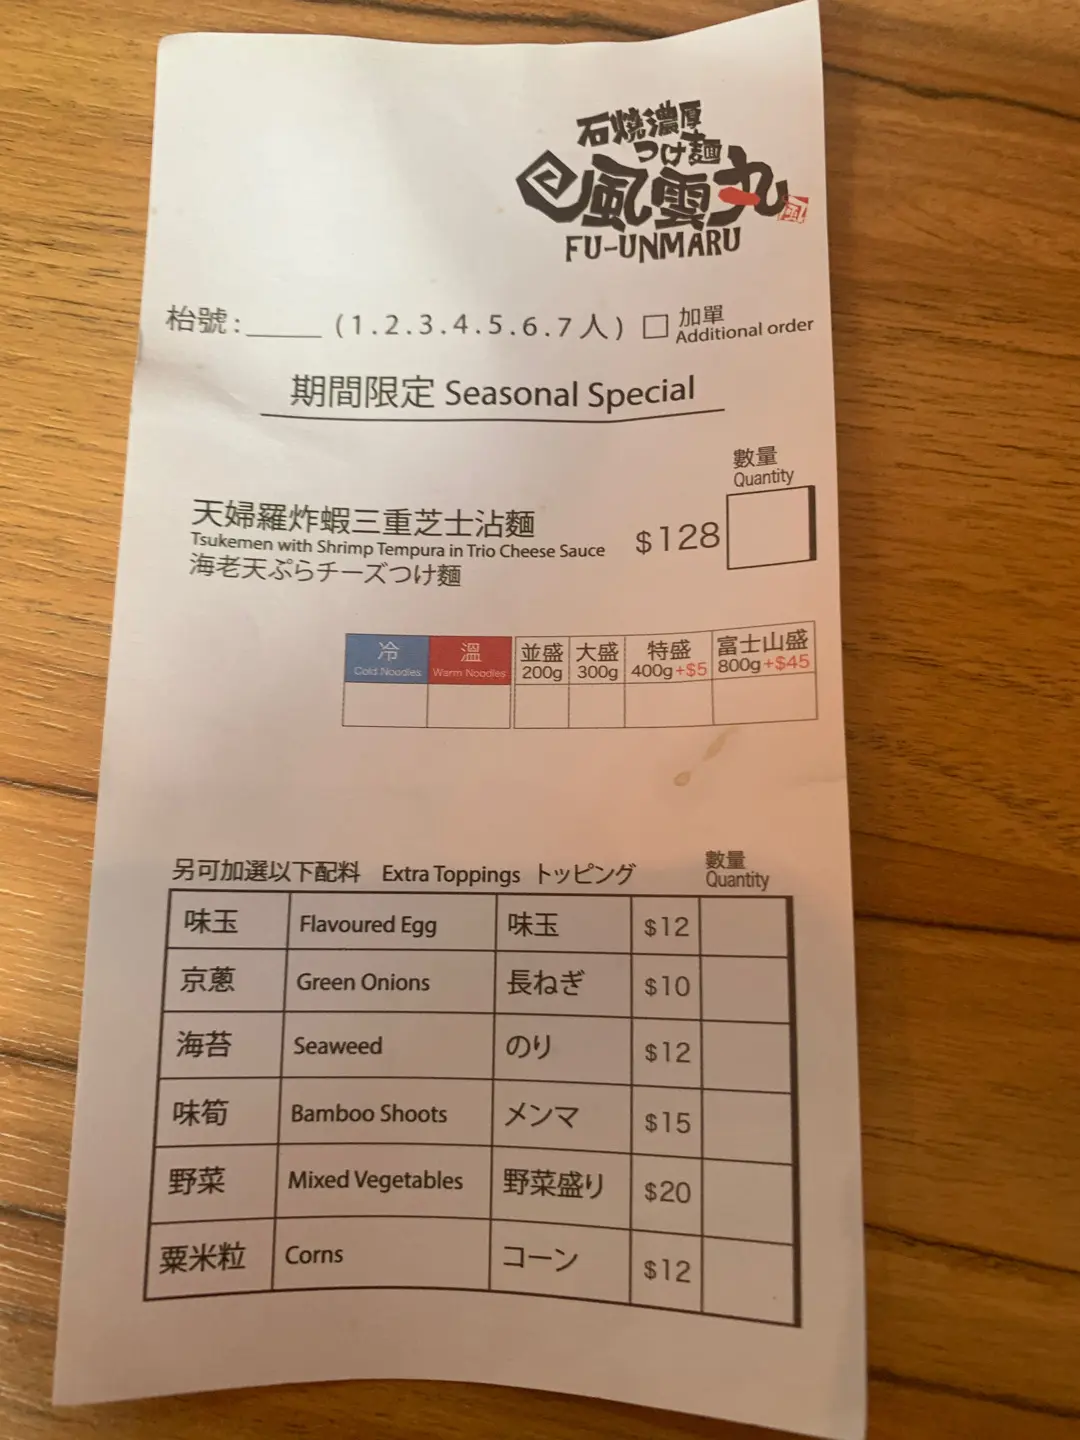 石燒濃厚
つけ麺
風雲丸
FU-UNMARU
枱號:_____ (1.2.3.4.5.6.7人) □ 加單
Additional order
期間限定 Seasonal Special
數量
Quantity
天婦羅炸蝦三重芝士沾麵 $128
Tsukemen with Shrimp Tempura in Trio Cheese Sauce
海老天ぷらチーズつけ麺
冷 溫 並盛 大盛 特盛 富士山盛
Cold Noodles Warm Noodles 200g 300g 400g+$5 800g+$45
另可加選以下配料 Extra Toppings トッピング
數量
Quantity
味玉 Flavoured Egg 味玉 $12
京蔥 Green Onions 長ねぎ $10
海苔 Seaweed のり $12
味筍 Bamboo Shoots メンマ $15
野菜 Mixed Vegetables 野菜盛り $20
粟米粒 Corns コーン $12